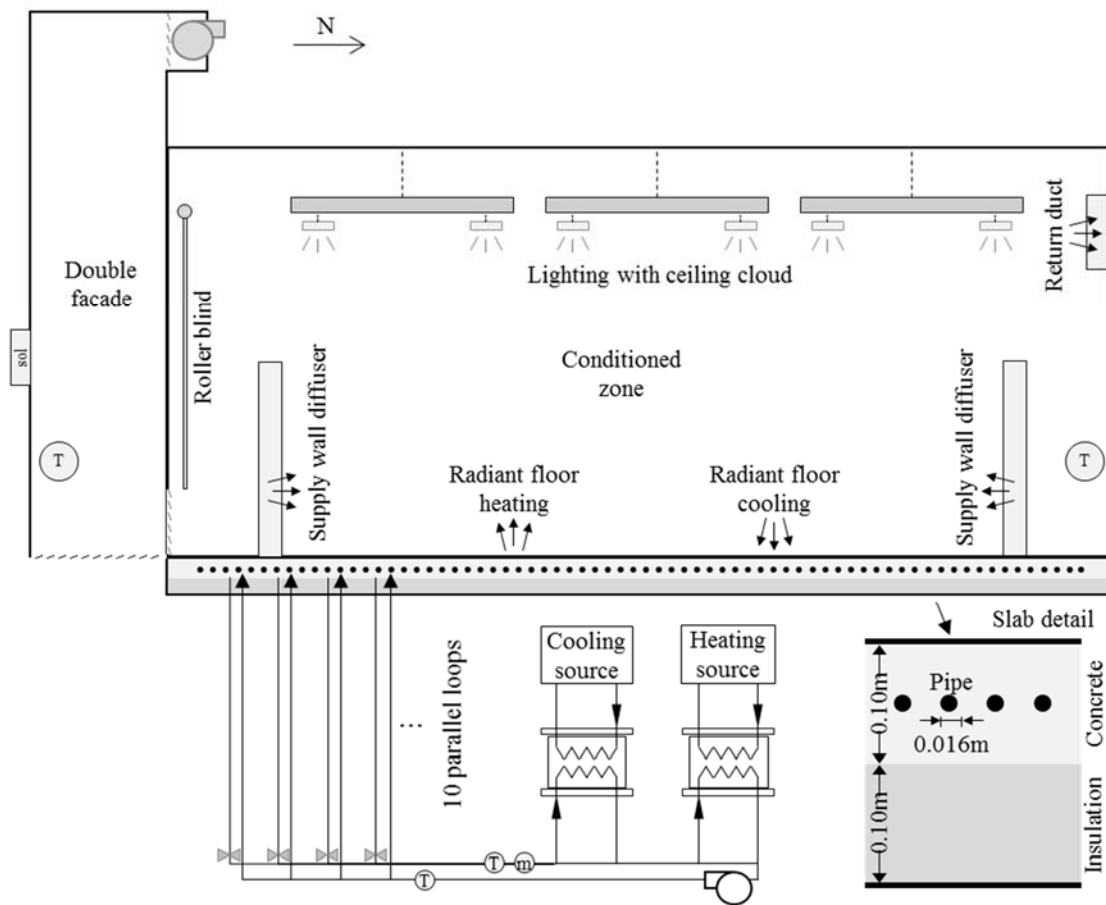 N
Double
facade
sol
T
Roller blind
Lighting with ceiling cloud
Return duct
Conditioned
zone
Supply wall diffuser
Radiant floor
heating
Radiant floor
cooling
Supply wall diffuser
T
10 parallel loops
...
Cooling
source
Heating
source
T
m
T
Slab detail
0.10m
Pipe
0.016m
Concrete
0.10m
Insulation